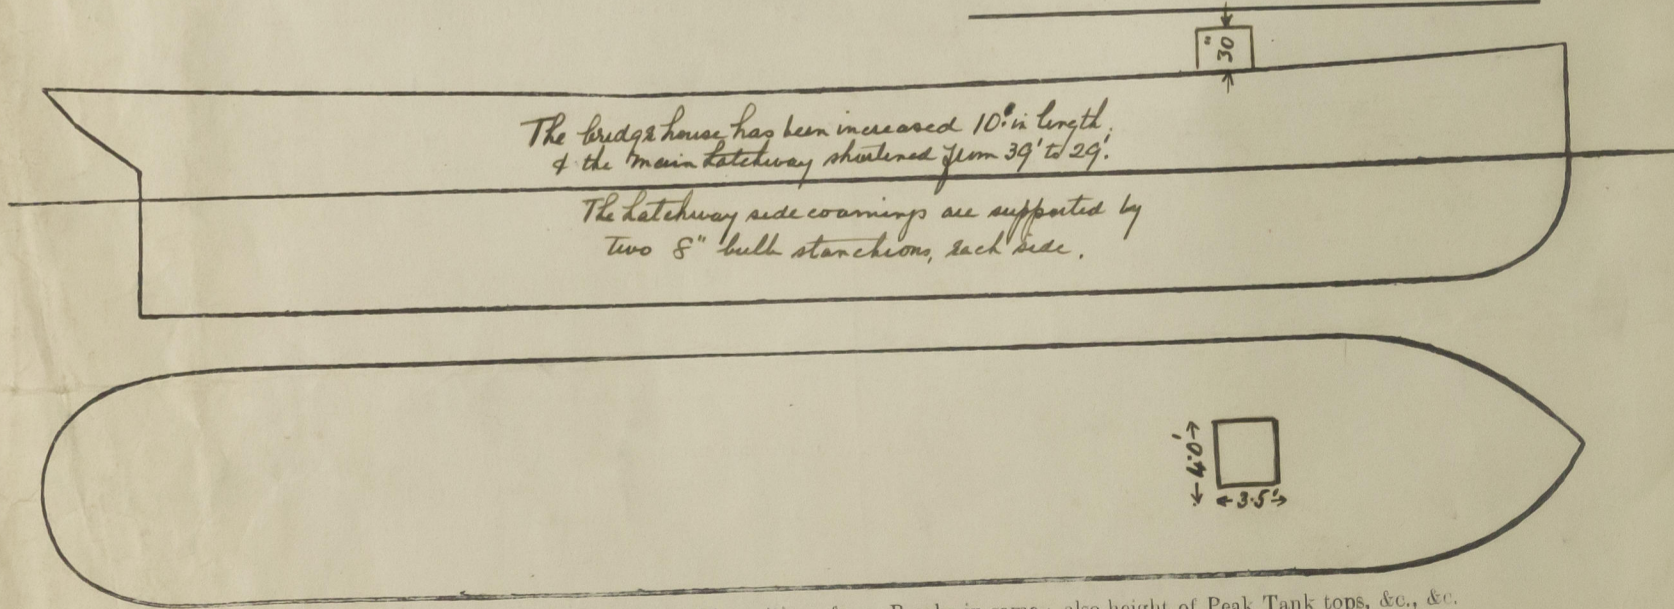 30"
The bridge house has been increased 10' in length,
& the main hatchway shortened from 39' to 29'.
The hatchway side coamings are supported by
two 8" bulb stanchions, each side.
4.0'
3.5'
also height of Peak Tank tops, &c., &c.